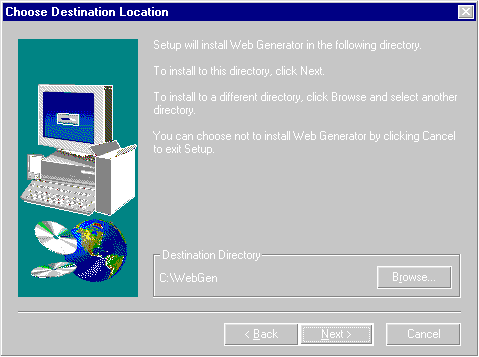 Choose Destination Location
Setup will install Web Generator in the following directory.
To install to this directory, click Next.
To install to a different directory, click Browse and select another
directory.
You can choose not to install Web Generator by clicking Cancel
to exit Setup.
Destination Directory
C:\WebGen
Browse...
< Back
Next >
Cancel